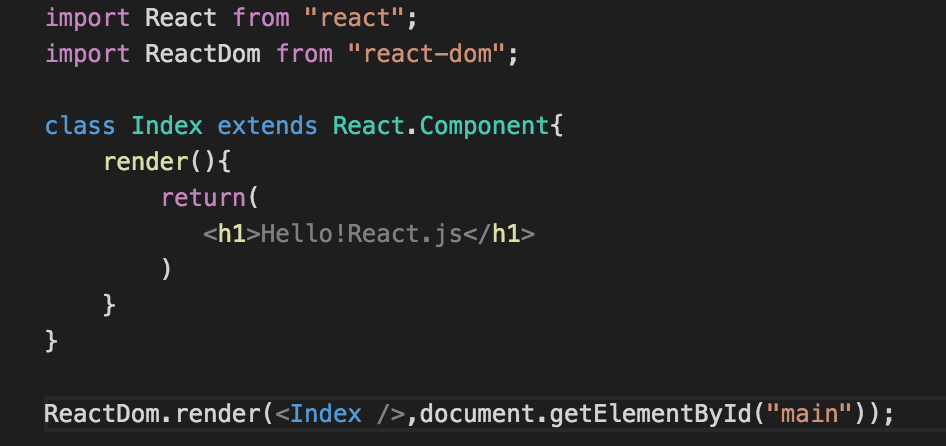 import React from "react";
import ReactDom from "react-dom";

class Index extends React.Component{
    render(){
        return(
           <h1>Hello!React.js</h1>
        )
    }
}

ReactDom.render(<Index />,document.getElementById("main"));